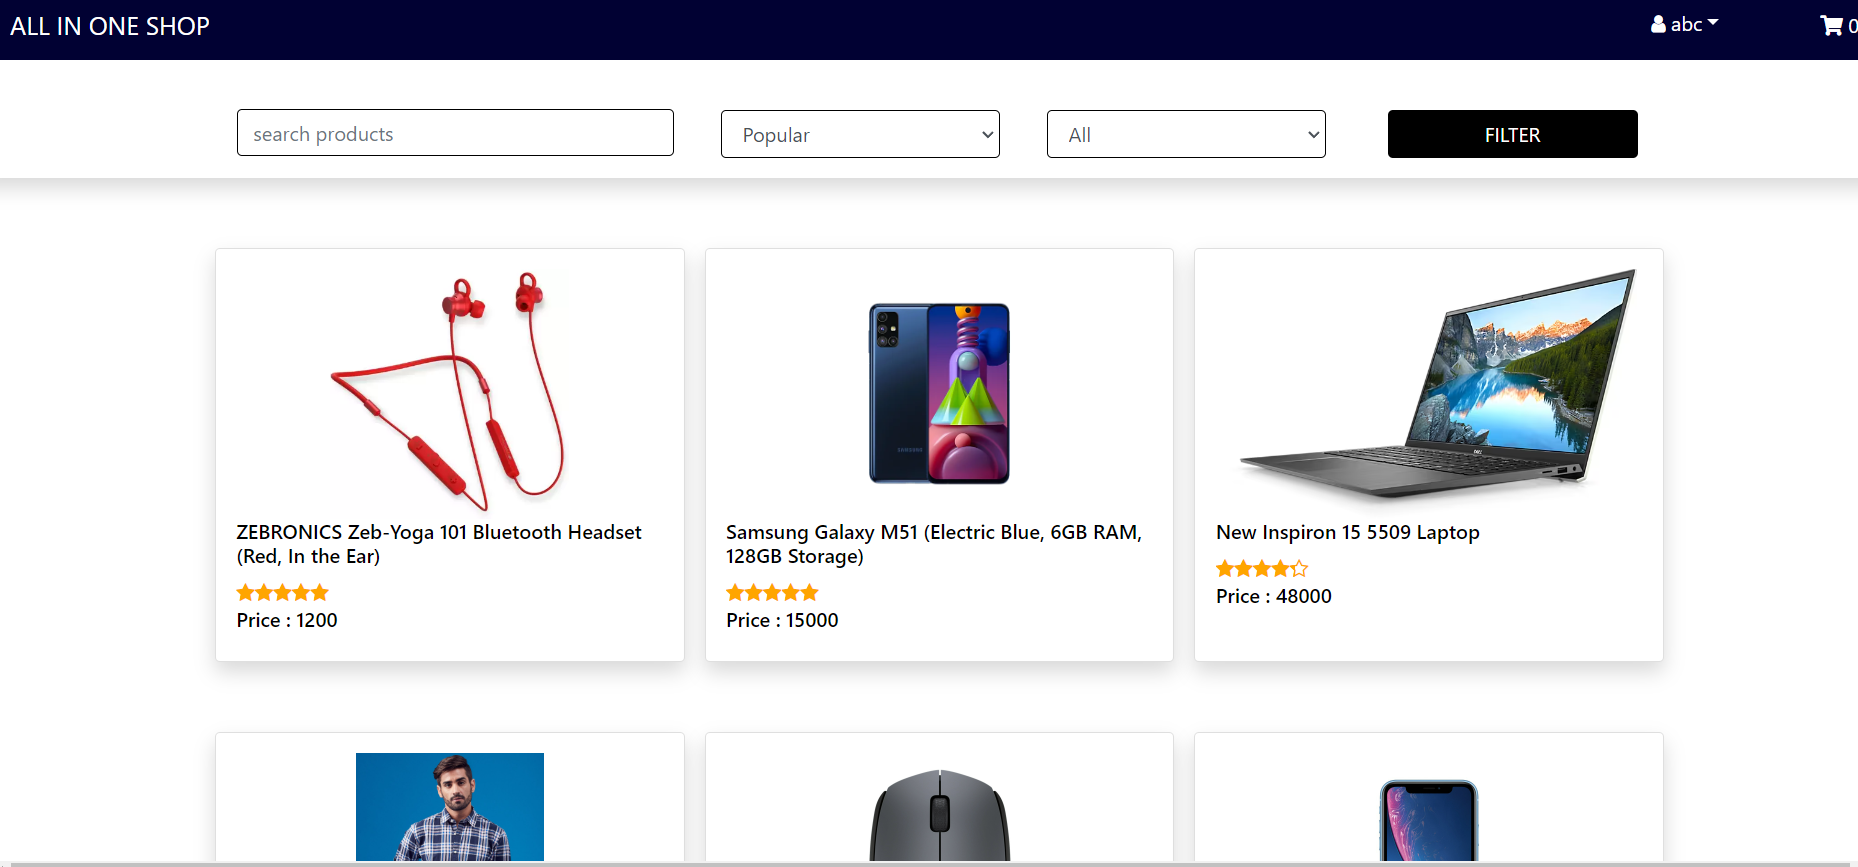 ALL IN ONE SHOP
abc
0
search products
Popular
All
FILTER
SAMSUNG
DELL
ZEBRONICS Zeb-Yoga 101 Bluetooth Headset
(Red, In the Ear)
Price : 1200
Samsung Galaxy M51 (Electric Blue, 6GB RAM,
128GB Storage)
Price : 15000
New Inspiron 15 5509 Laptop
Price : 48000